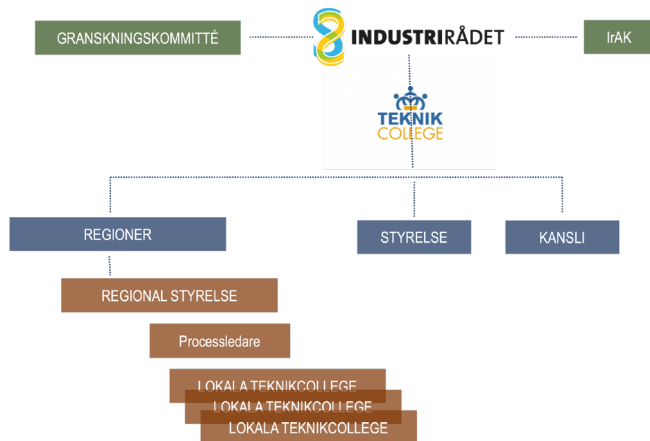 GRANSKNINGSKOMMITTÉ
INDUSTRIRÅDET
IrAK
TEKNIK
COLLEGE
REGIONER
STYRELSE
KANSLI
REGIONAL STYRELSE
Processledare
LOKALA TEKNIKCOLLEGE
LOKALA TEKNIKCOLLEGE
LOKALA TEKNIKCOLLEGE